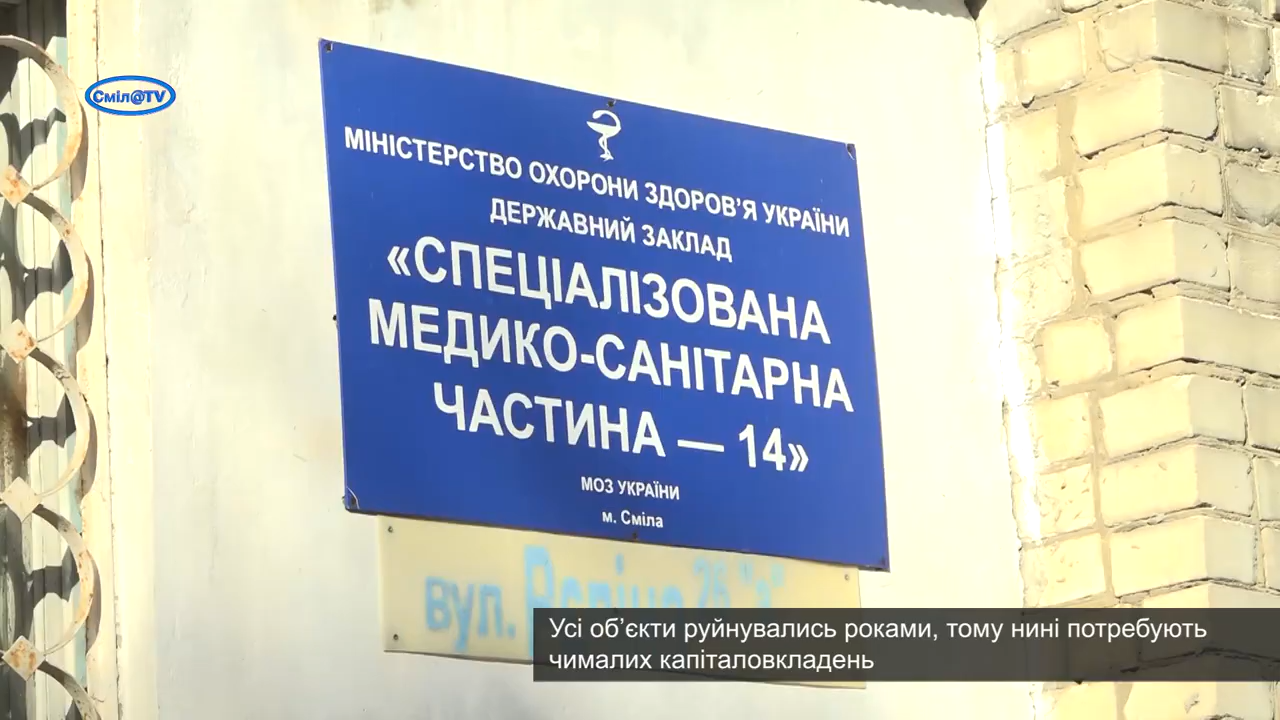 Сміл@TV
МІНІСТЕРСТВО ОХОРОНИ ЗДОРОВ’Я УКРАЇНИ
ДЕРЖАВНИЙ ЗАКЛАД
«СПЕЦІАЛІЗОВАНА
МЕДИКО-САНІТАРНА
ЧАСТИНА — 14»
МОЗ УКРАЇНИ
м. Сміла
вул.
Усі об’єкти руйнувались роками, тому нині потребують
чималих капіталовкладень